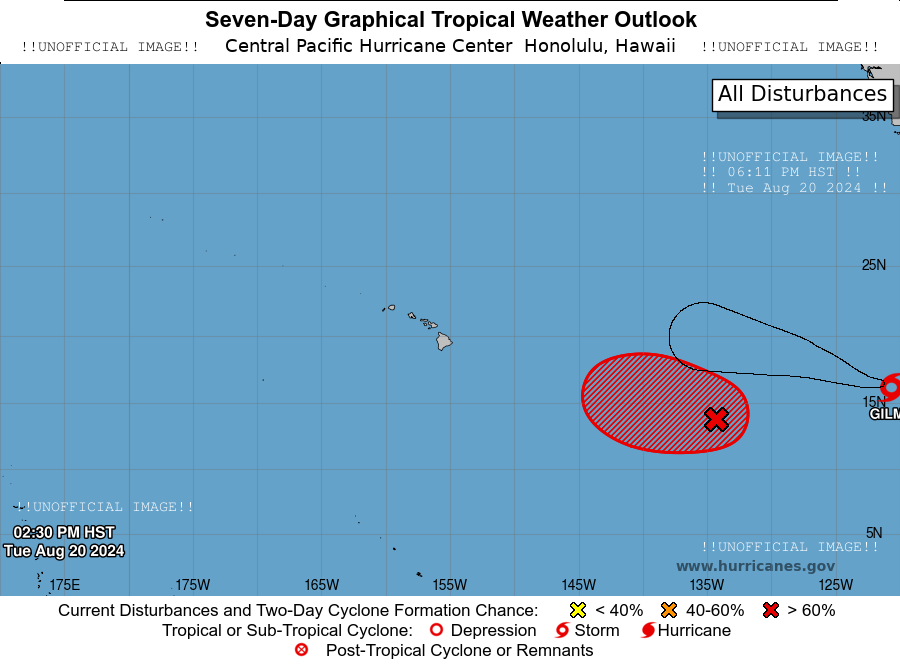 Seven-Day Graphical Tropical Weather Outlook
!!UNOFFICIAL IMAGE!! Central Pacific Hurricane Center Honolulu, Hawaii !!UNOFFICIAL IMAGE!!
All Disturbances
35N
!!UNOFFICIAL IMAGE!!
!! 06:11 PM HST !!
!! Tue Aug 20 2024 !!
25N
15N
GILM
!!UNOFFICIAL IMAGE!!
02:30 PM HST
Tue Aug 20 2024
5N
!!UNOFFICIAL IMAGE!!
www.hurricanes.gov
175E 175W 165W 155W 145W 135W 125W
Current Disturbances and Two-Day Cyclone Formation Chance: < 40% 40-60% > 60%
Tropical or Sub-Tropical Cyclone: Depression Storm Hurricane
Post-Tropical Cyclone or Remnants